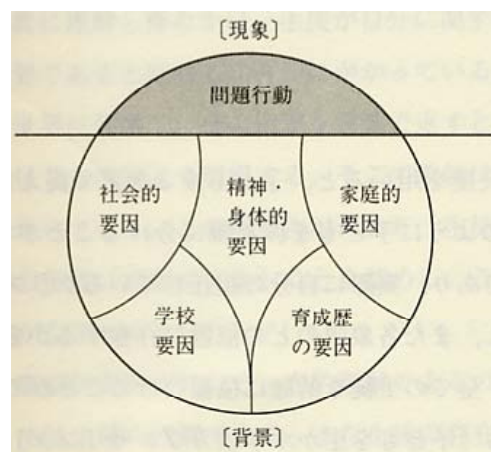 〔現象〕
問題行動
社会的
要因
精神・
身体的
要因
家庭的
要因
学校
要因
育成歴
の要因
〔背景〕